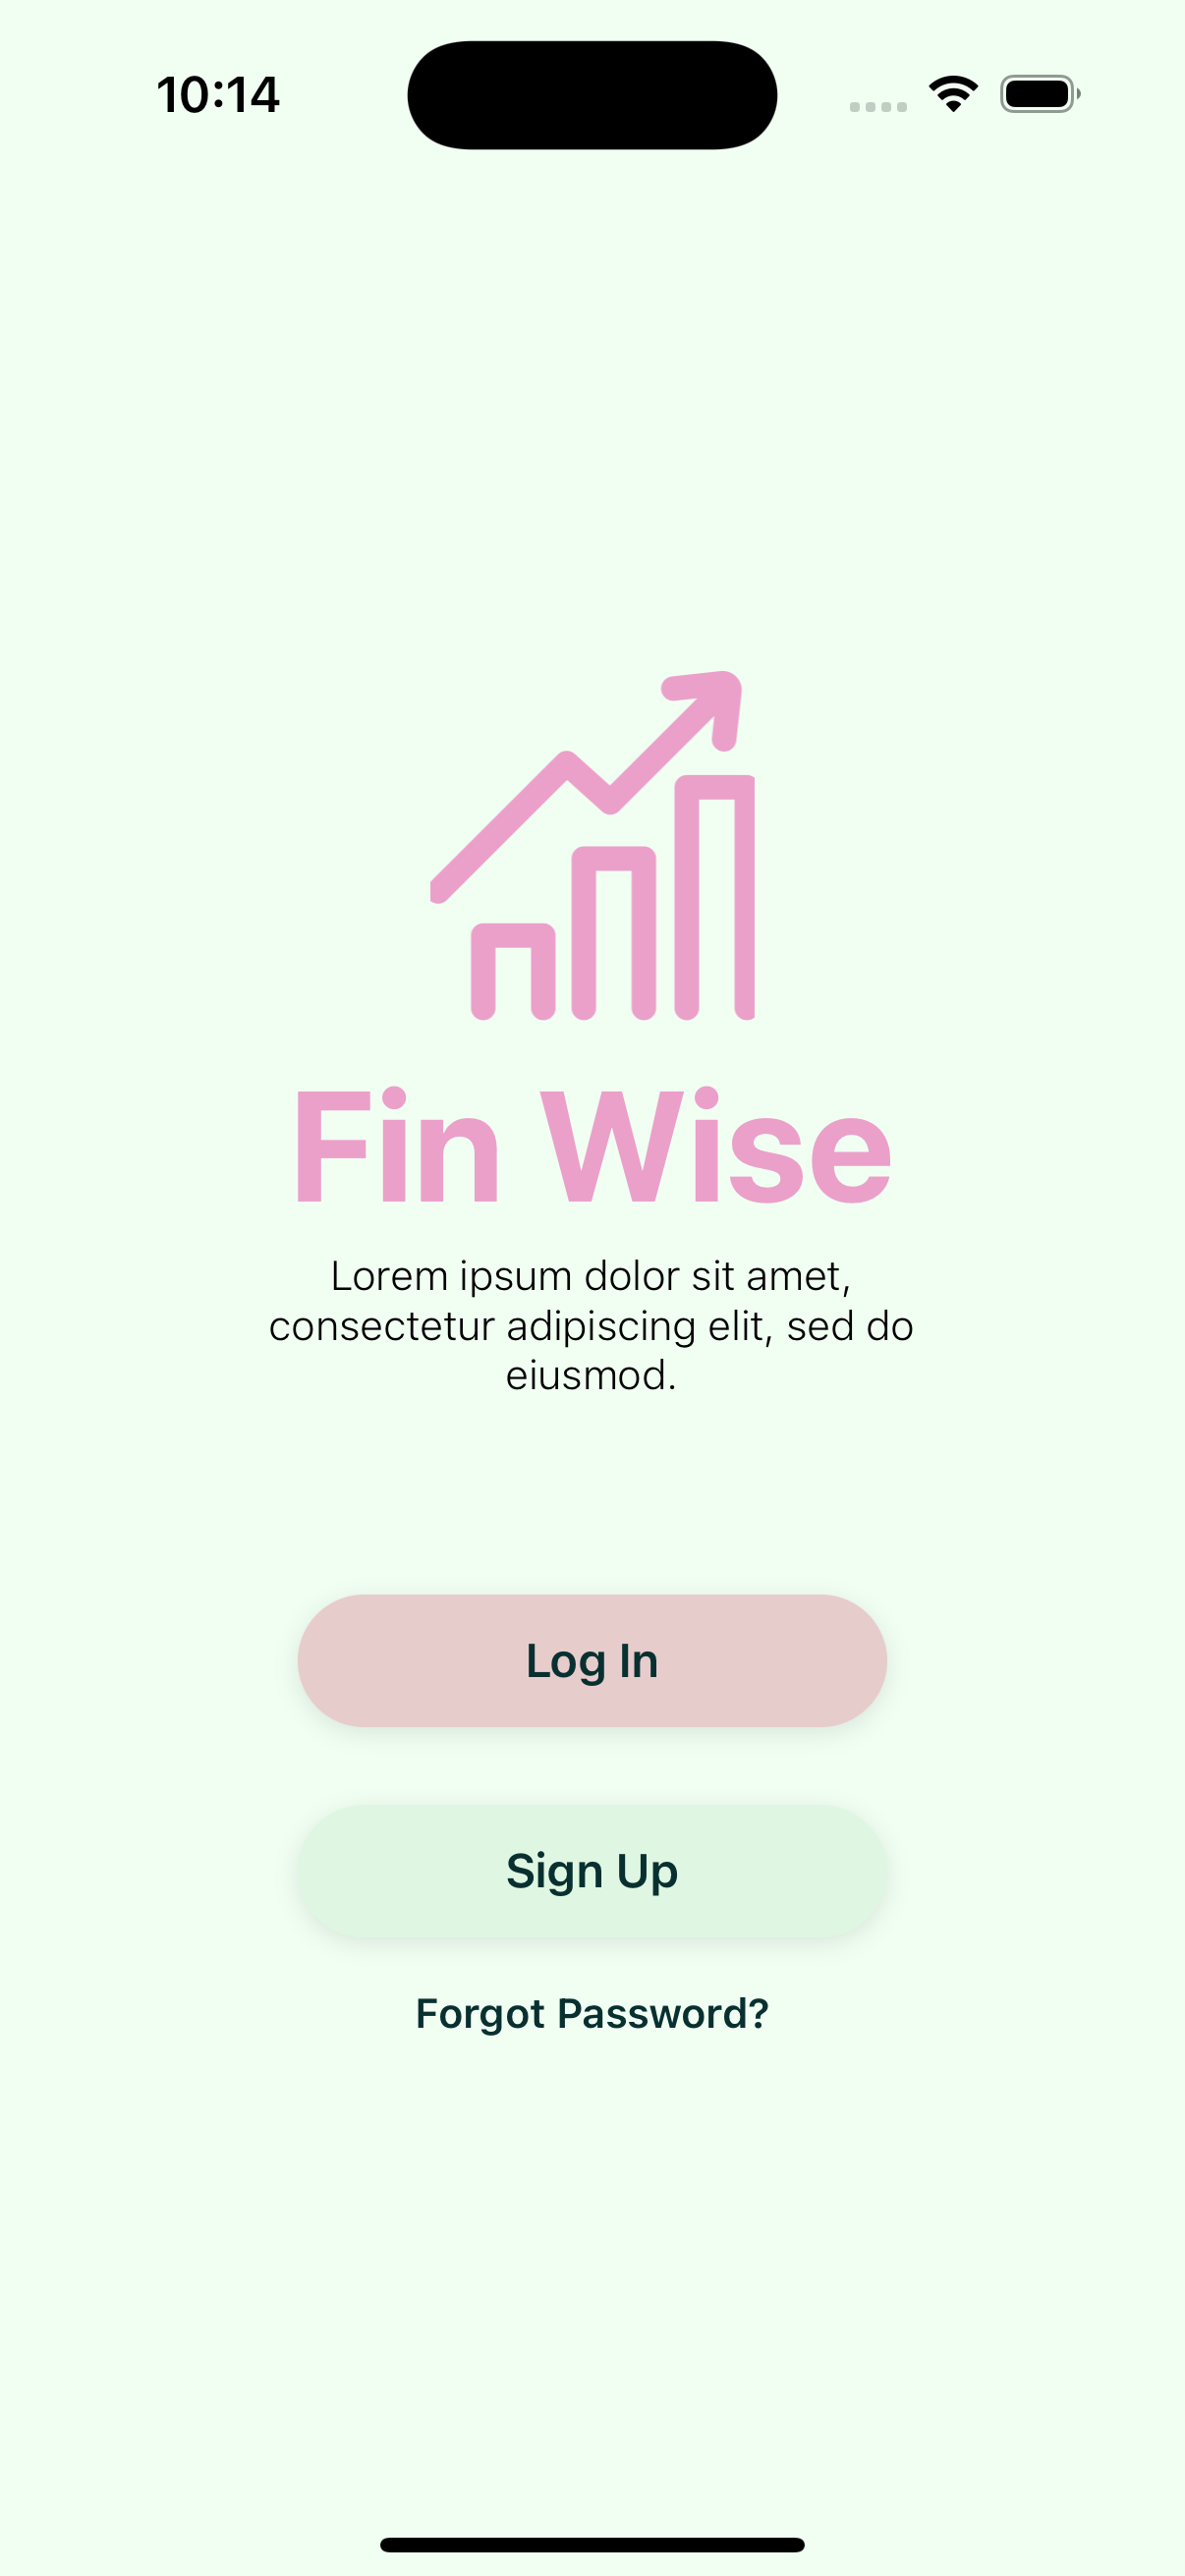 10:14
Fin Wise
Lorem ipsum dolor sit amet,
consectetur adipiscing elit, sed do
eiusmod.
Log In
Sign Up
Forgot Password?